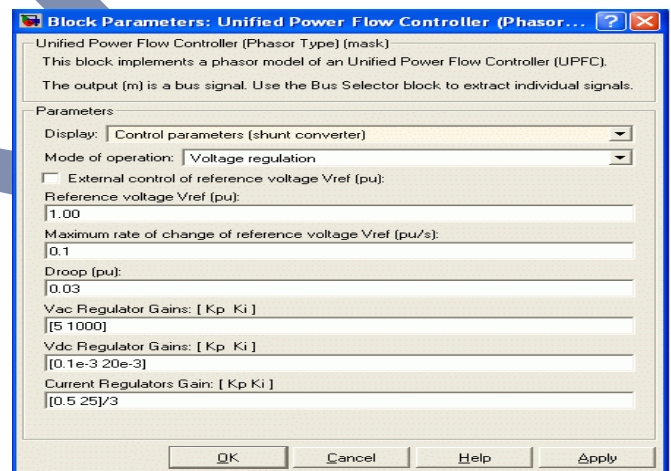 Block Parameters: Unified Power Flow Controller (Phasor...
Unified Power Flow Controller (Phasor Type) (mask)
This block implements a phasor model of an Unified Power Flow Controller (UPFC).
The output (m) is a bus signal. Use the Bus Selector block to extract individual signals.
Parameters
Display: Control parameters (shunt converter)
Mode of operation: Voltage regulation
External control of reference voltage Vref (pu):
Reference voltage Vref (pu):
1.00
Maximum rate of change of reference voltage Vref (pu/s):
0.1
Droop (pu):
0.03
Vac Regulator Gains: [ Kp Ki ]
[5 1000]
Vdc Regulator Gains: [ Kp Ki ]
[0.1e-3 20e-3]
Current Regulators Gain: [ Kp Ki ]
[0.5 25]/3
OK Cancel Help Apply